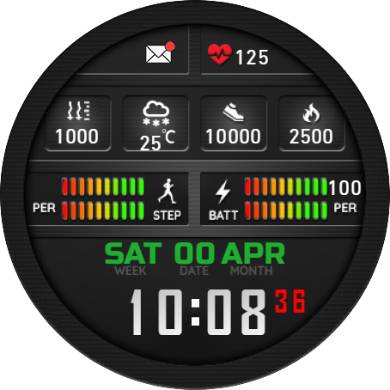 125
1000 25°C 10000 2500
100
PER STEP BATT PER
SAT 00 APR
WEEK DATE MONTH
10:08 36